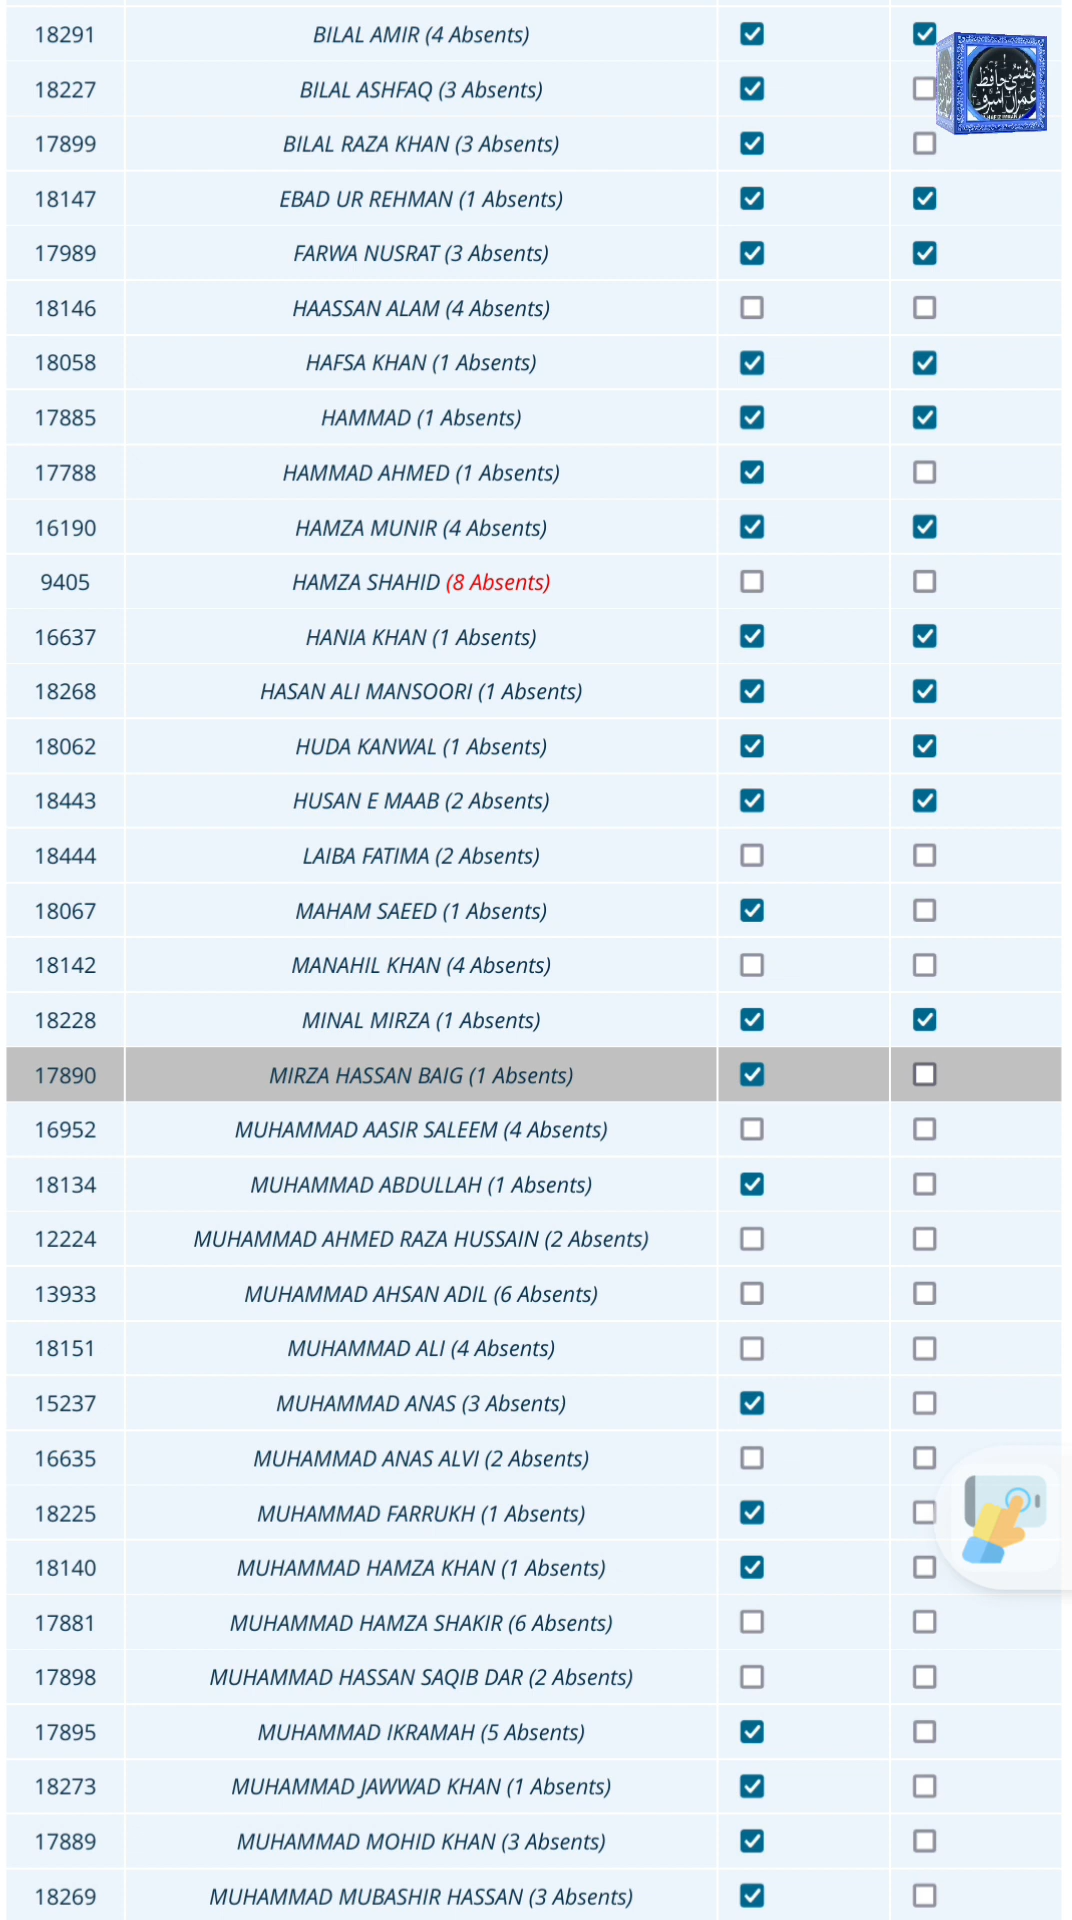 18291 BILAL AMIR (4 Absents)
18227 BILAL ASHFAQ (3 Absents)
17899 BILAL RAZA KHAN (3 Absents)
18147 EBAD UR REHMAN (1 Absents)
17989 FARWA NUSRAT (3 Absents)
18146 HAASSAN ALAM (4 Absents)
18058 HAFSA KHAN (1 Absents)
17885 HAMMAD (1 Absents)
17788 HAMMAD AHMED (1 Absents)
16190 HAMZA MUNIR (4 Absents)
9405 HAMZA SHAHID (8 Absents)
16637 HANIA KHAN (1 Absents)
18268 HASAN ALI MANSOORI (1 Absents)
18062 HUDA KANWAL (1 Absents)
18443 HUSAN E MAAB (2 Absents)
18444 LAIBA FATIMA (2 Absents)
18067 MAHAM SAEED (1 Absents)
18142 MANAHIL KHAN (4 Absents)
18228 MINAL MIRZA (1 Absents)
17890 MIRZA HASSAN BAIG (1 Absents)
16952 MUHAMMAD AASIR SALEEM (4 Absents)
18134 MUHAMMAD ABDULLAH (1 Absents)
12224 MUHAMMAD AHMED RAZA HUSSAIN (2 Absents)
13933 MUHAMMAD AHSAN ADIL (6 Absents)
18151 MUHAMMAD ALI (4 Absents)
15237 MUHAMMAD ANAS (3 Absents)
16635 MUHAMMAD ANAS ALVI (2 Absents)
18225 MUHAMMAD FARRUKH (1 Absents)
18140 MUHAMMAD HAMZA KHAN (1 Absents)
17881 MUHAMMAD HAMZA SHAKIR (6 Absents)
17898 MUHAMMAD HASSAN SAQIB DAR (2 Absents)
17895 MUHAMMAD IKRAMAH (5 Absents)
18273 MUHAMMAD JAWWAD KHAN (1 Absents)
17889 MUHAMMAD MOHID KHAN (3 Absents)
18269 MUHAMMAD MUBASHIR HASSAN (3 Absents)